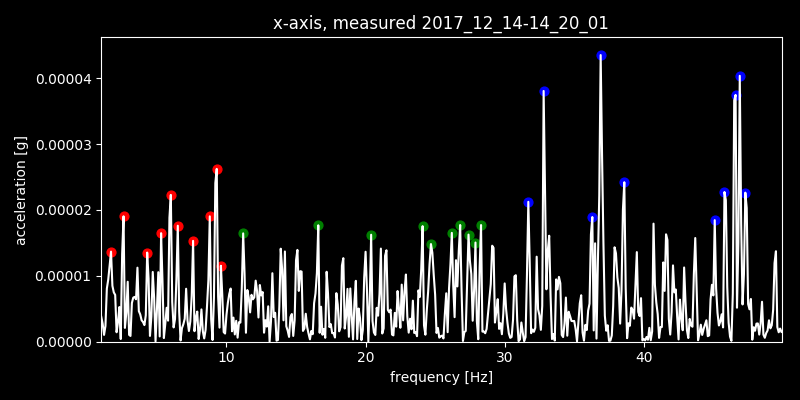 x-axis, measured 2017_12_14-14_20_01
acceleration [g]
0.00004
0.00003
0.00002
0.00001
0.00000
10 20 30 40
frequency [Hz]